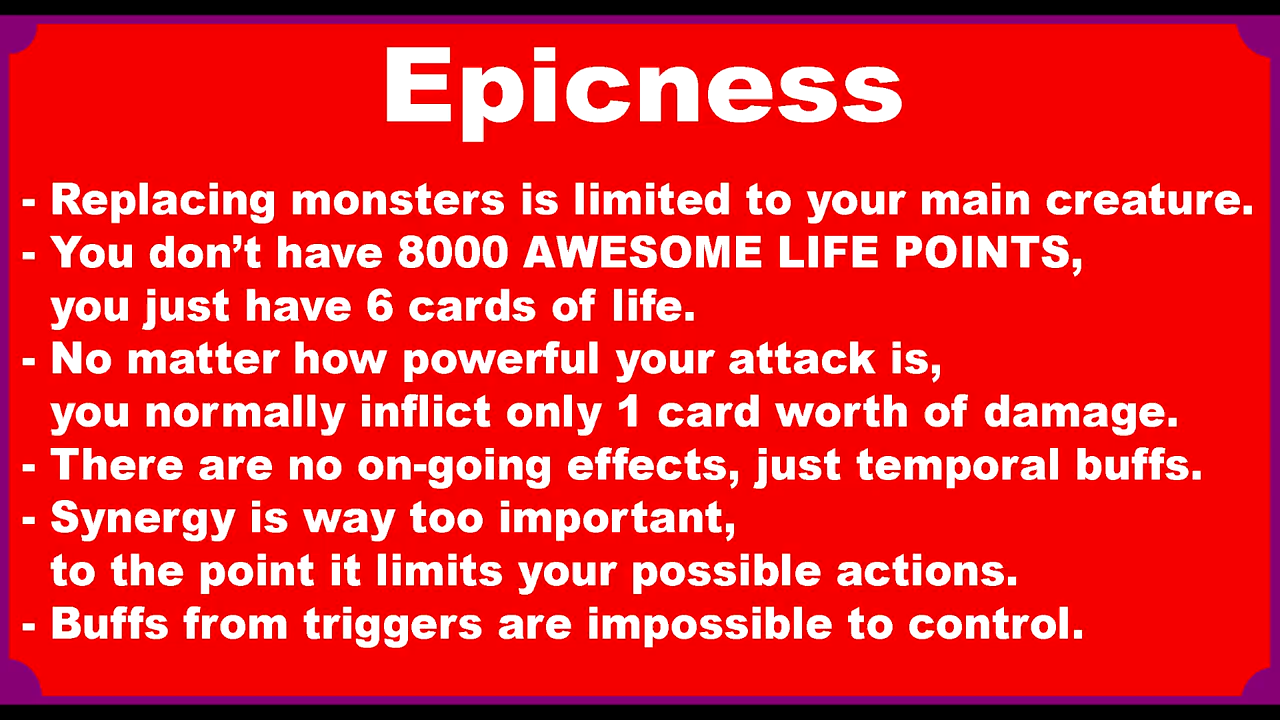 Epicness
- Replacing monsters is limited to your main creature.
- You don’t have 8000 AWESOME LIFE POINTS,
you just have 6 cards of life.
- No matter how powerful your attack is,
you normally inflict only 1 card worth of damage.
- There are no on-going effects, just temporal buffs.
- Synergy is way too important,
to the point it limits your possible actions.
- Buffs from triggers are impossible to control.